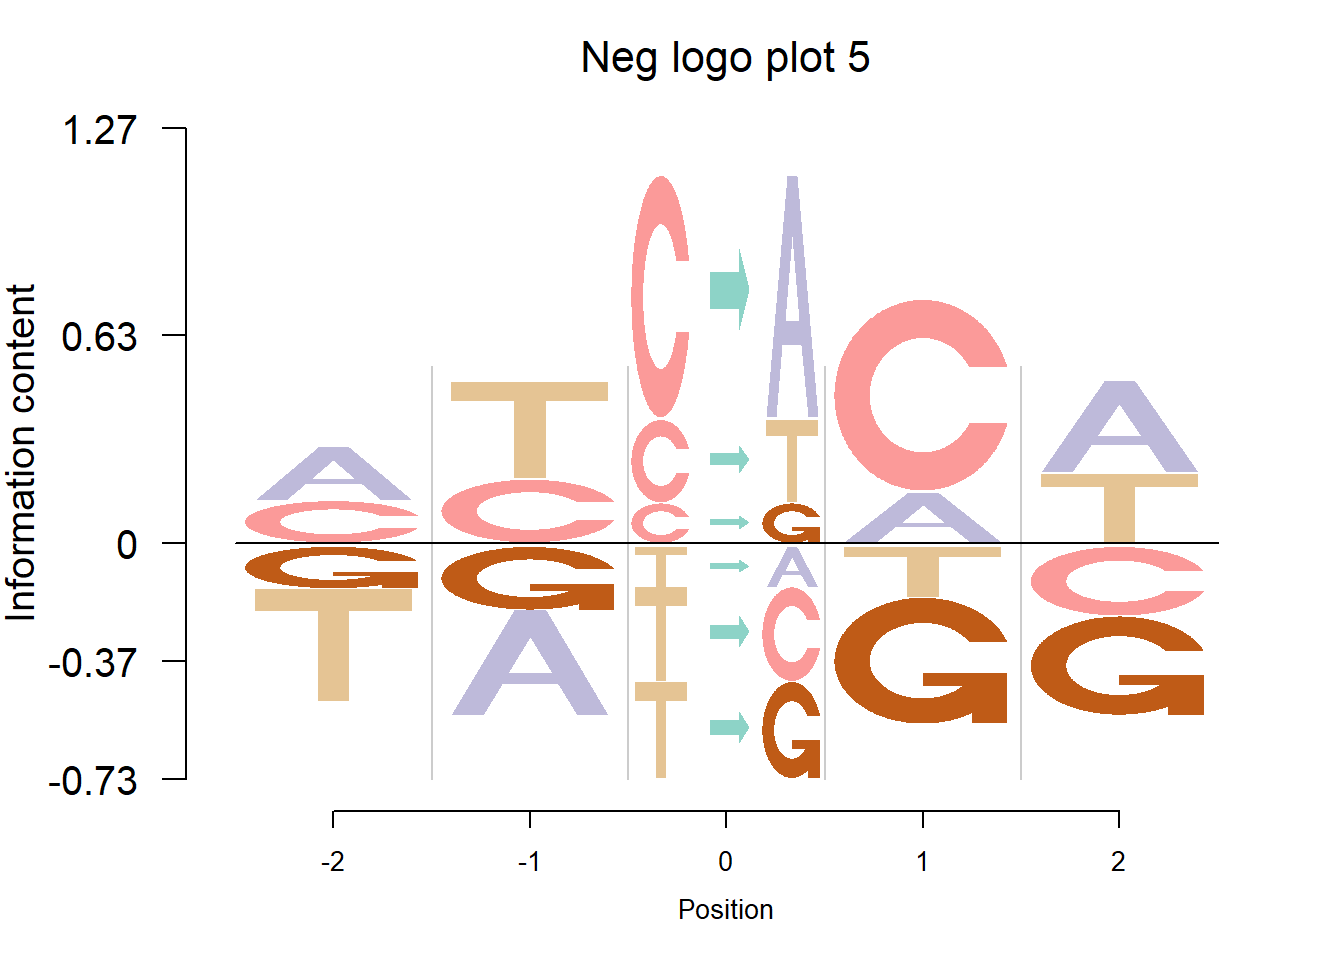 Neg logo plot 5
Information content
1.27
0.63
0
-0.37
-0.73
A
C
G
T
T
C
G
A
C A
C T
C G
T A
T C
T G
C
A
T
G
A
T
C
G
-2 -1 0 1 2
Position